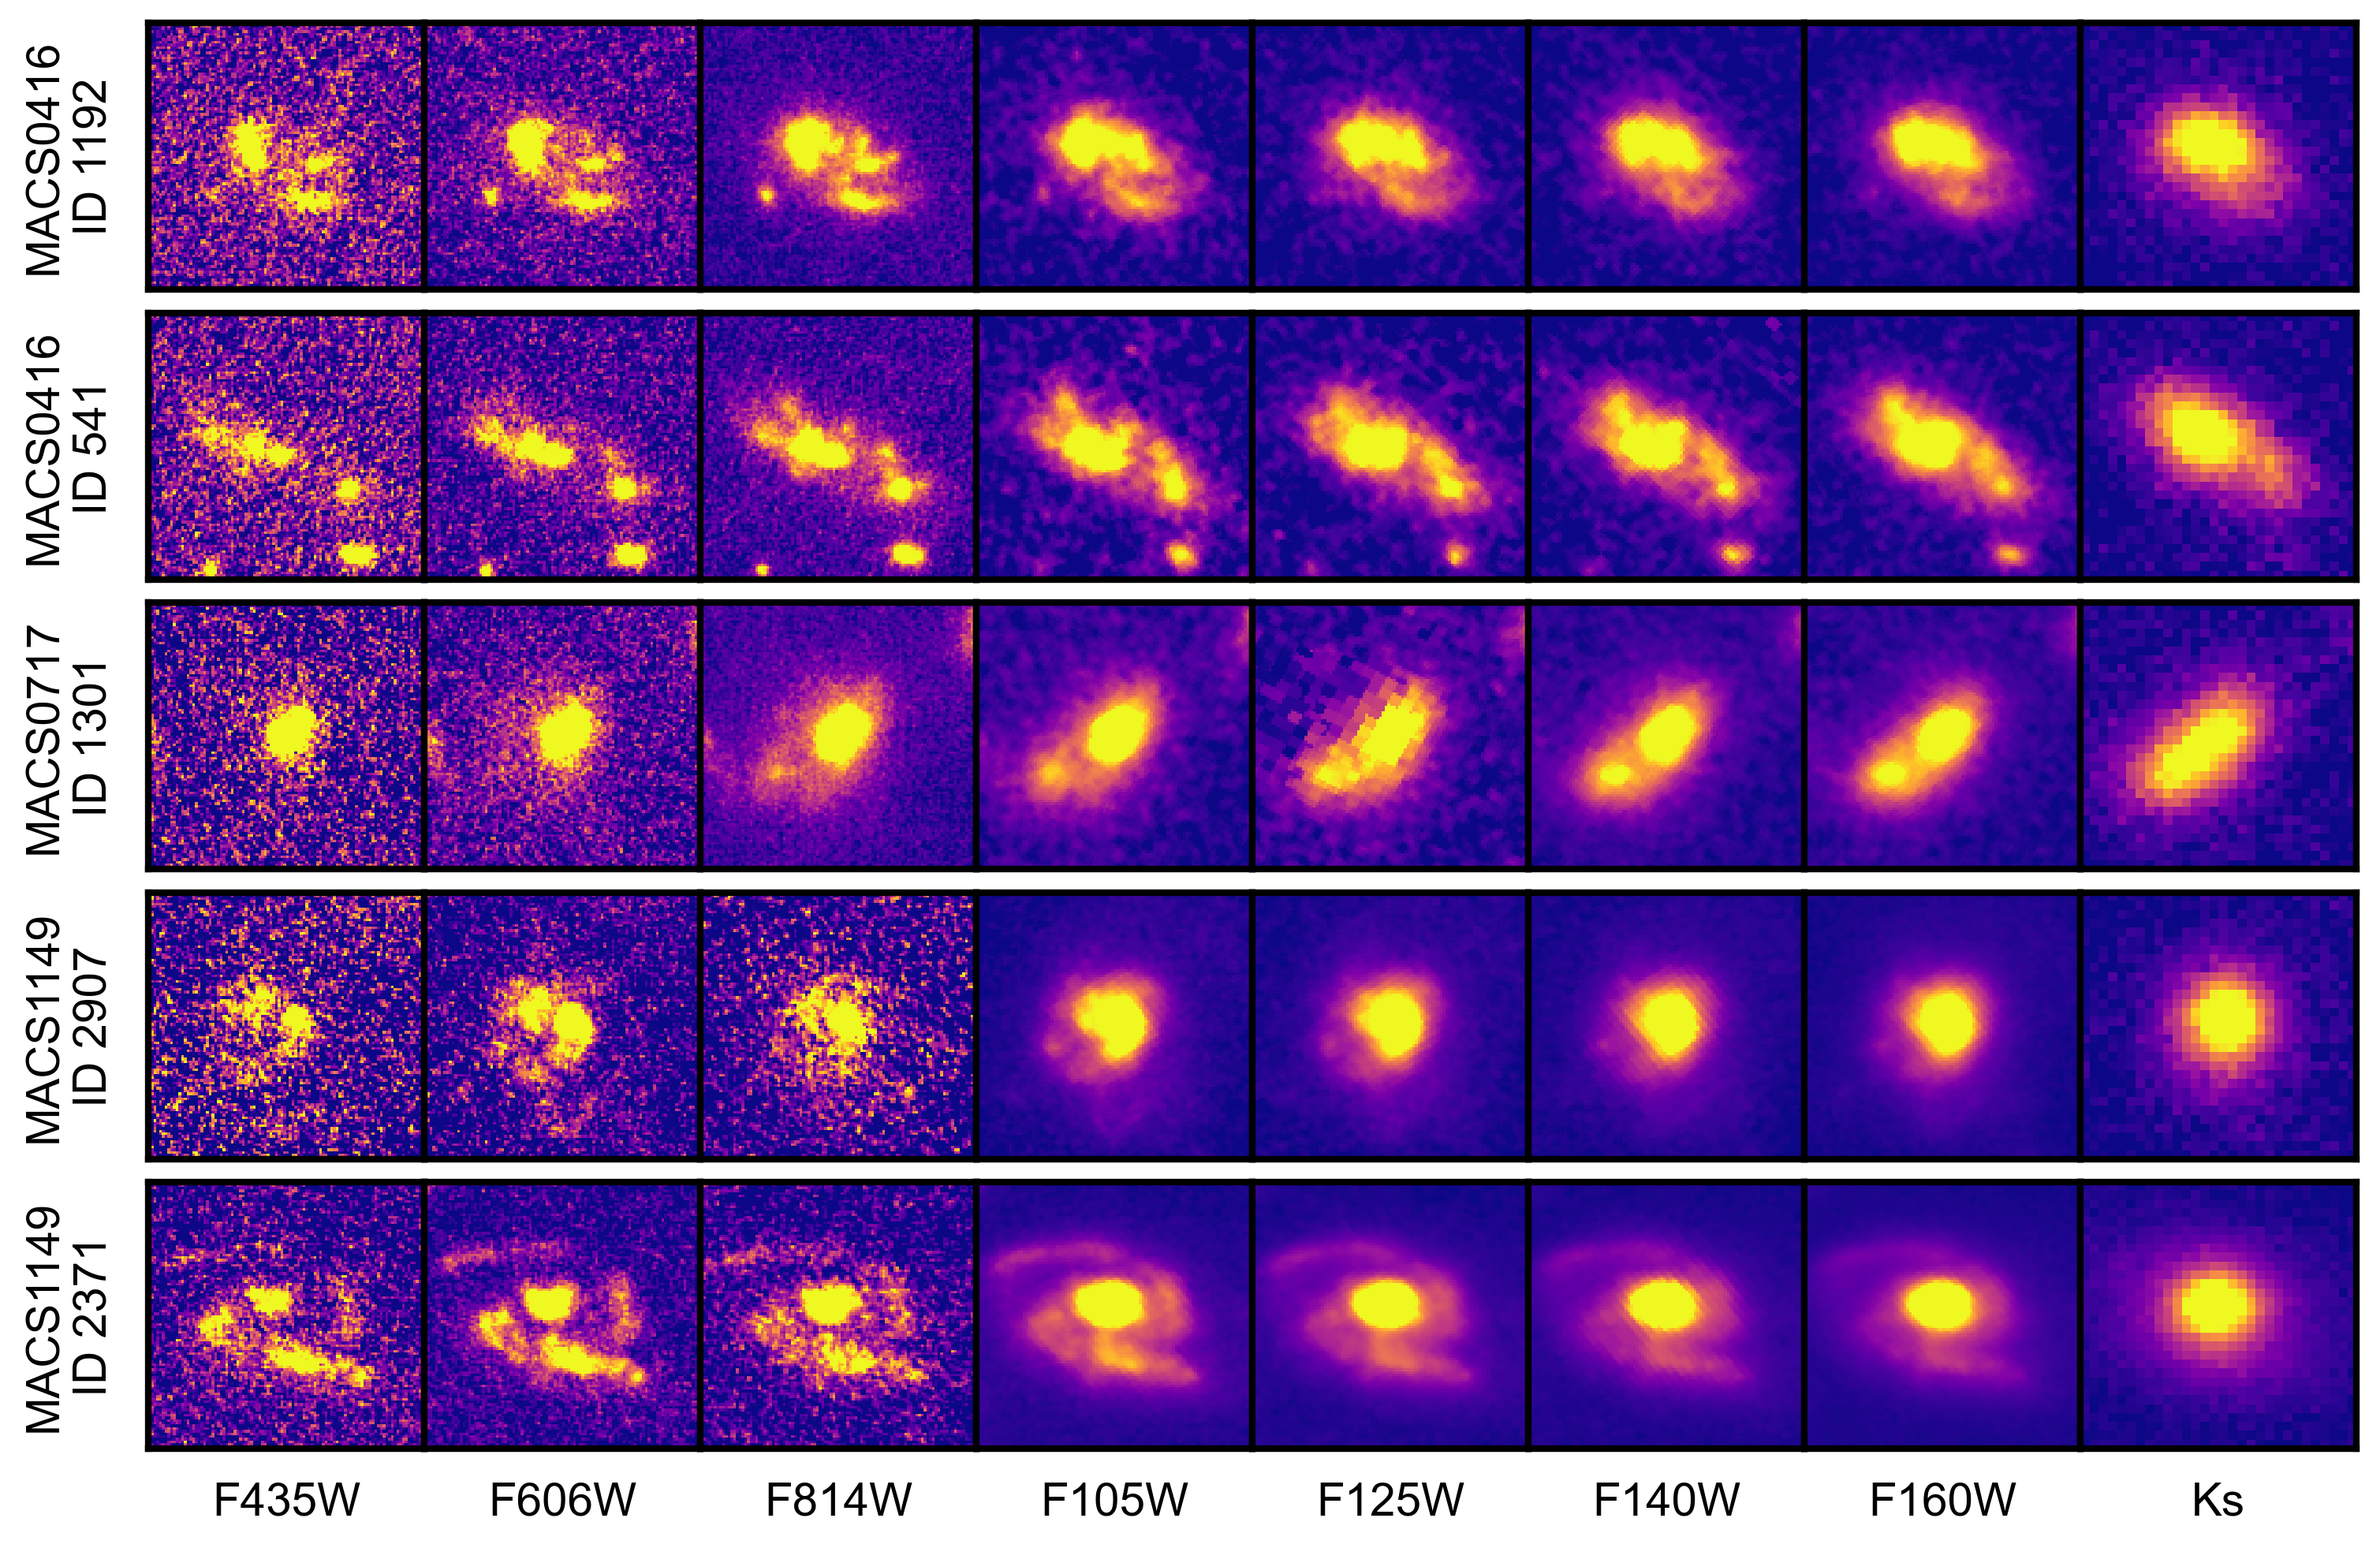 MACS0416
ID 1192
MACS0416
ID 541
MACS0717
ID 1301
MACS1149
ID 2907
MACS1149
ID 2371
F435W F606W F814W F105W F125W F140W F160W Ks